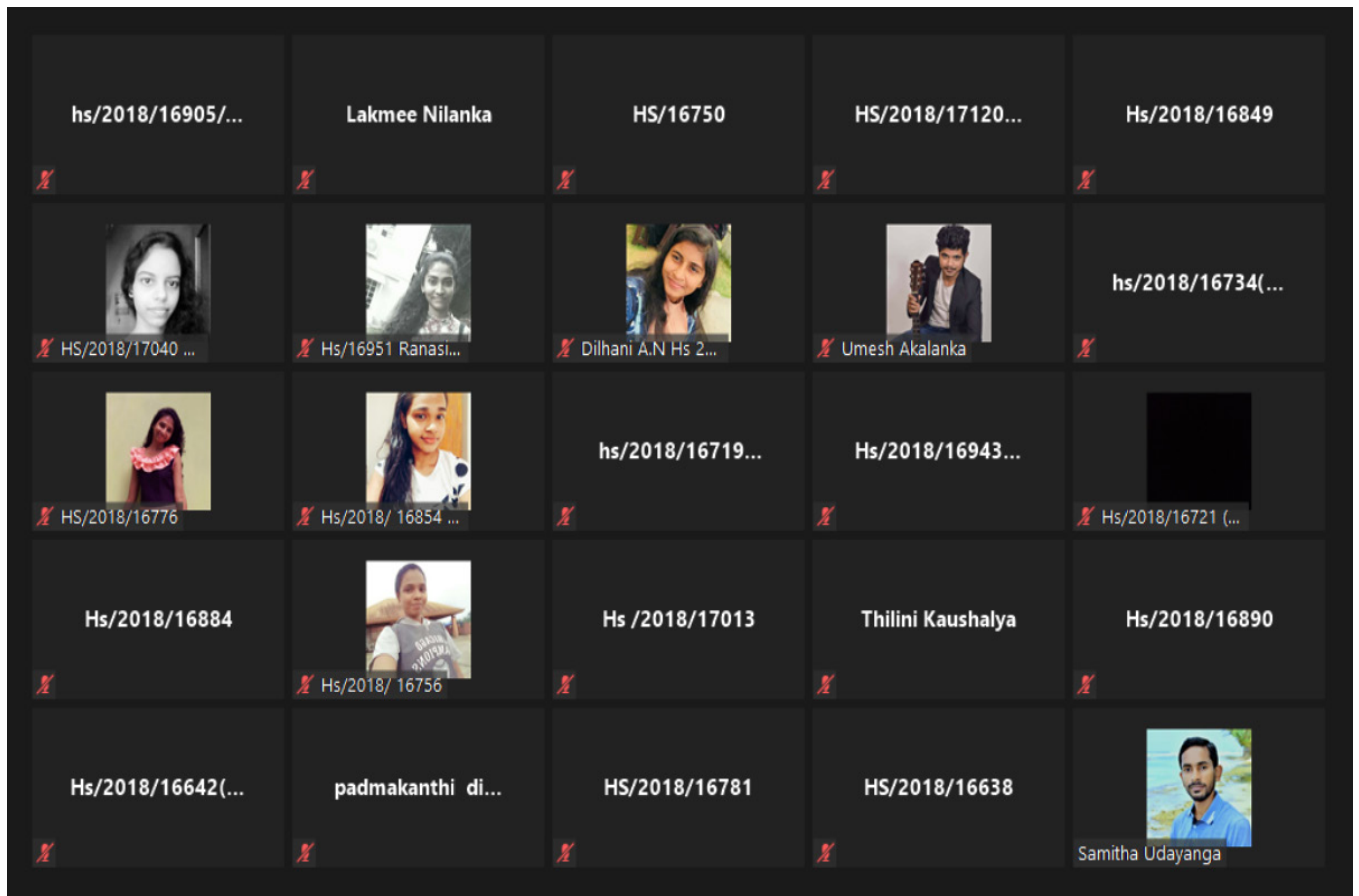 hs/2018/16905/...
Lakmee Nilanka
HS/16750
HS/2018/17120...
Hs/2018/16849
HS/2018/17040 ...
Hs/16951 Ranasi...
Dilhani A.N Hs 2...
Umesh Akalanka
hs/2018/16734(...
HS/2018/16776
Hs/2018/ 16854 ...
hs/2018/16719...
Hs/2018/16943...
Hs/2018/16721 (...
Hs/2018/16884
Hs/2018/ 16756
Hs /2018/17013
Thilini Kaushalya
Hs/2018/16890
Hs/2018/16642(...
padmakanthi di...
HS/2018/16781
HS/2018/16638
Samitha Udayanga